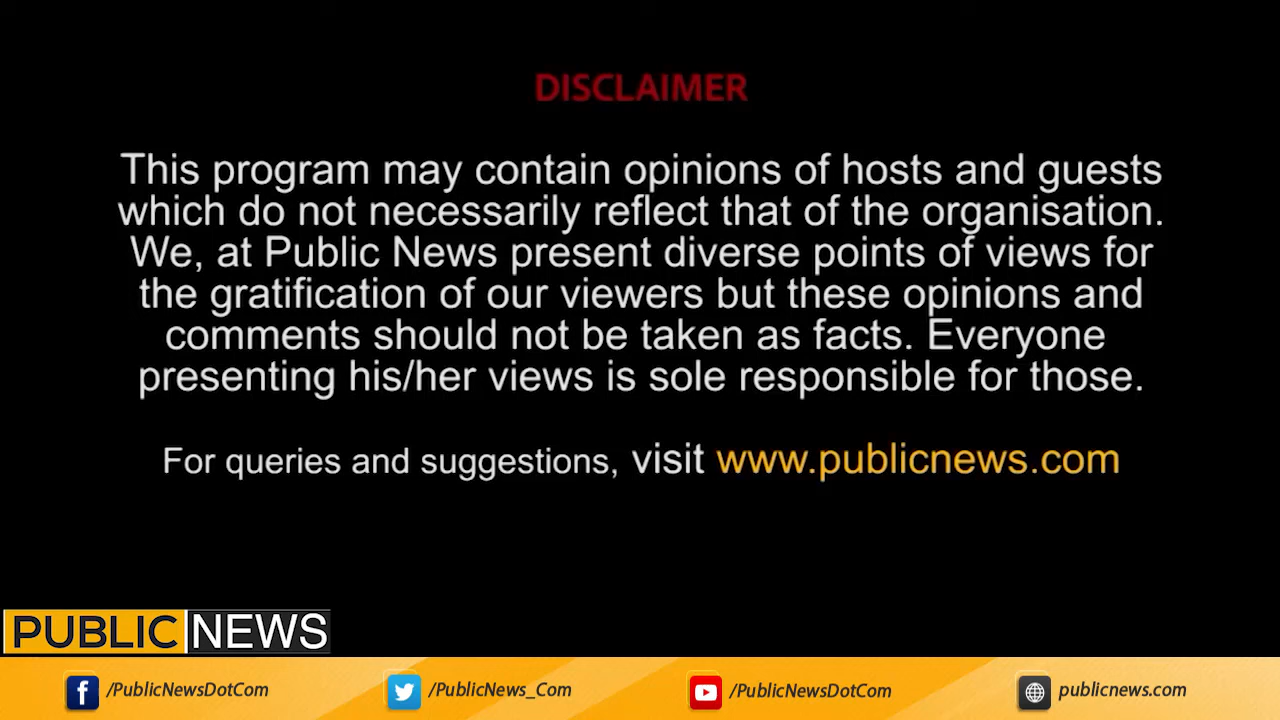 DISCLAIMER
This program may contain opinions of hosts and guests
which do not necessarily reflect that of the organisation.
We, at Public News present diverse points of views for
the gratification of our viewers but these opinions and
comments should not be taken as facts. Everyone
presenting his/her views is sole responsible for those.
For queries and suggestions, visit www.publicnews.com
PUBLIC NEWS
/PublicNewsDotCom /PublicNews_Com /PublicNewsDotCom publicnews.com